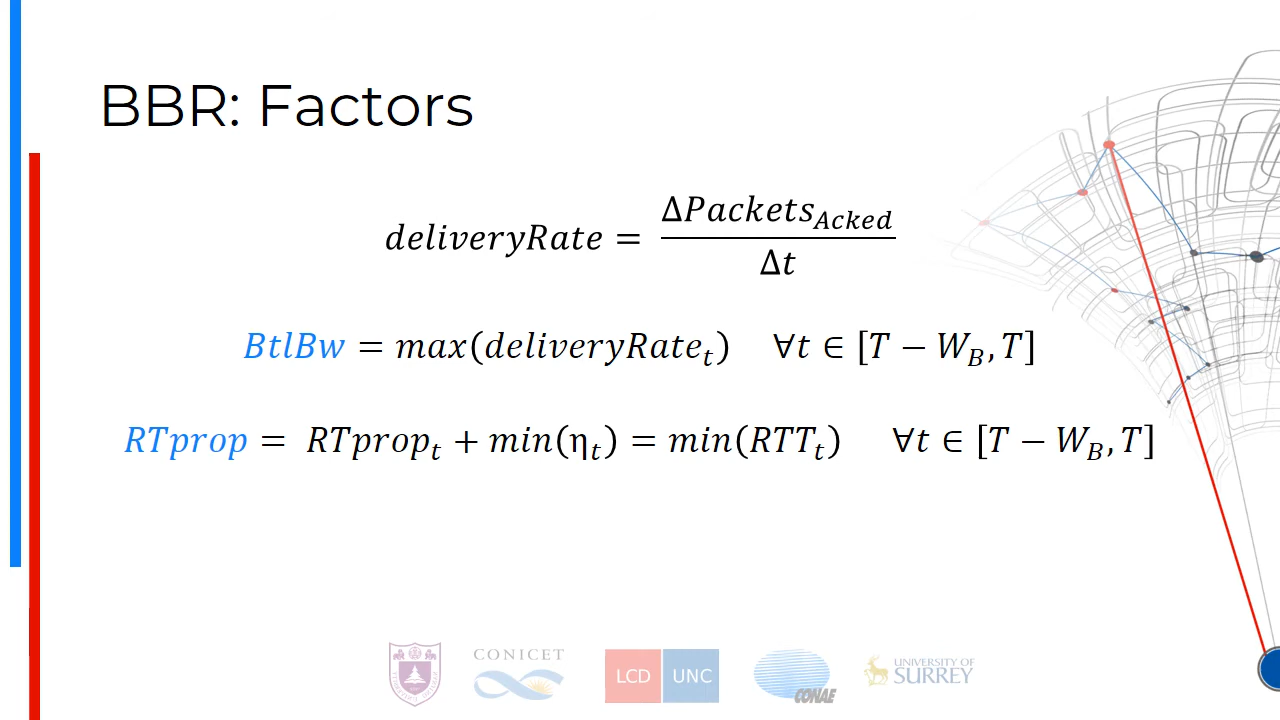 BBR: Factors
deliveryRate = ΔPackets_Acked / Δt
BtlBw = max(deliveryRate_t) ∀t ∈ [T − W_B, T]
RTprop = RTprop_t + min(η_t) = min(RTT_t) ∀t ∈ [T − W_B, T]
CONICET
LCD UNC
CONAE
UNIVERSITY OF
SURREY